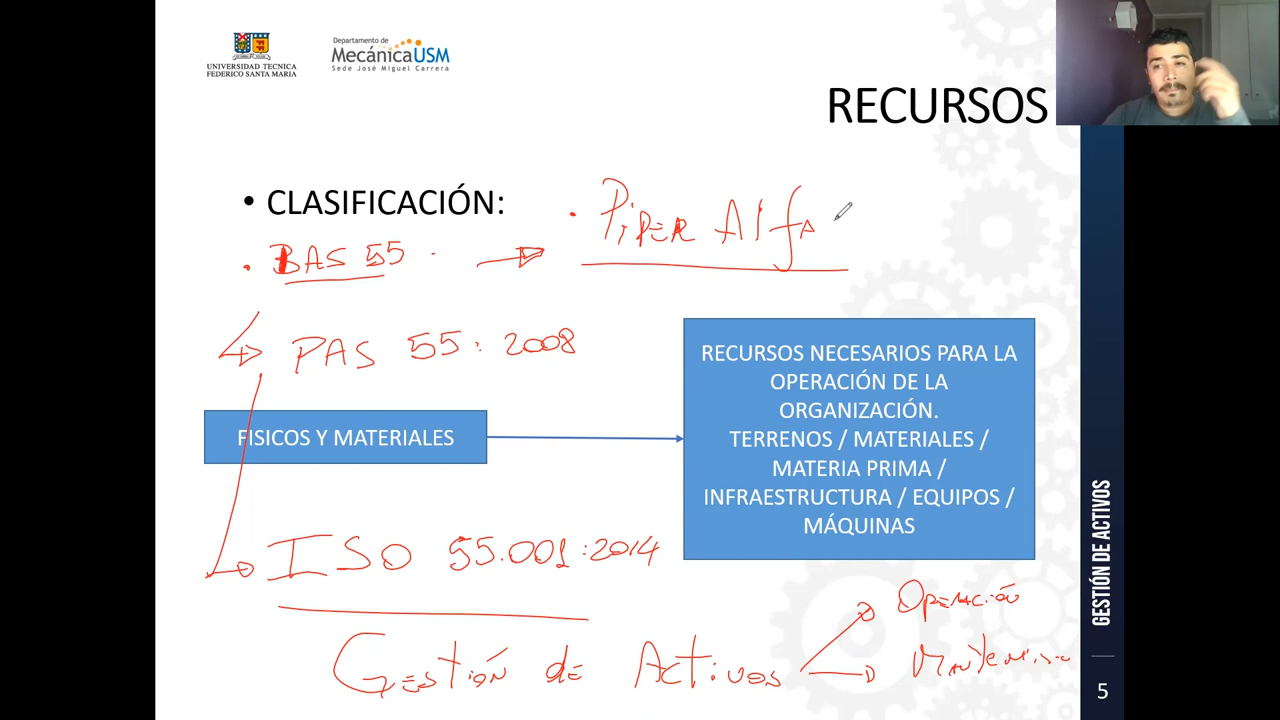 UNIVERSIDAD TECNICA
FEDERICO SANTA MARIA
Departamento de
MecánicaUSM
Sede José Miguel Carrera
RECURSOS
• CLASIFICACIÓN:
• PiPER Alfa
• BAS 55
PAS 55: 2008
FISICOS Y MATERIALES
RECURSOS NECESARIOS PARA LA
OPERACIÓN DE LA
ORGANIZACIÓN.
TERRENOS / MATERIALES /
MATERIA PRIMA /
INFRAESTRUCTURA / EQUIPOS /
MÁQUINAS
ISO 55.001:2014
OPERACIÓN
Gestión de Activos
GESTIÓN DE ACTIVOS
5